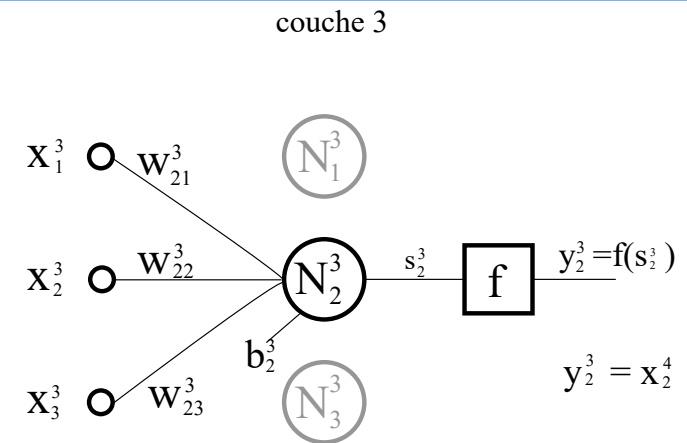 couche 3
N₁³
x₁³ w₂₁³
x₂³ w₂₂³ N₂³ s₂³ f y₂³=f(s₂³)
b₂³
y₂³ = x₂⁴
x₃³ w₂₃³ N₃³